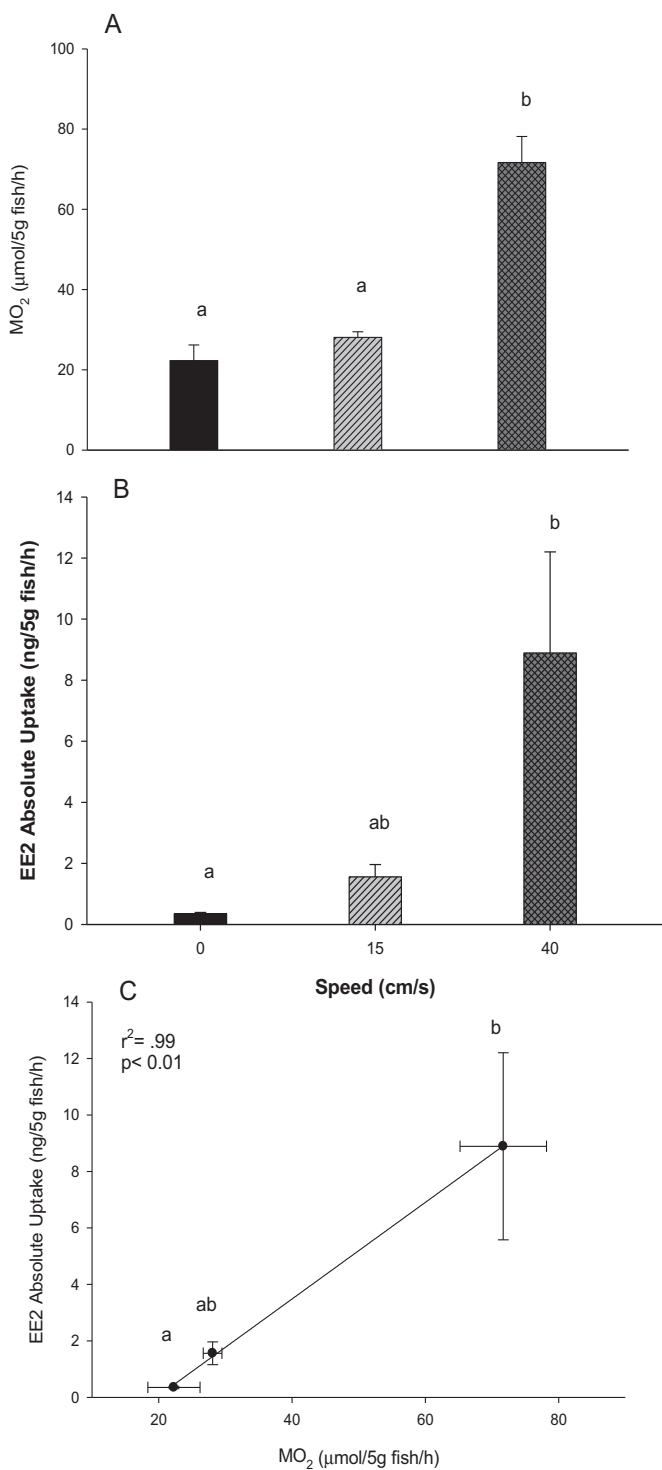 A
100
80
60
40
20
0
MO₂ (μmol/5g fish/h)
a
a
b
B
14
12
10
8
6
4
2
0
EE2 Absolute Uptake (ng/5g fish/h)
a
ab
b
0 15 40
Speed (cm/s)
C
14
12
10
8
6
4
2
0
EE2 Absolute Uptake (ng/5g fish/h)
r²= .99
p< 0.01
a
ab
b
20 40 60 80
MO₂ (μmol/5g fish/h)